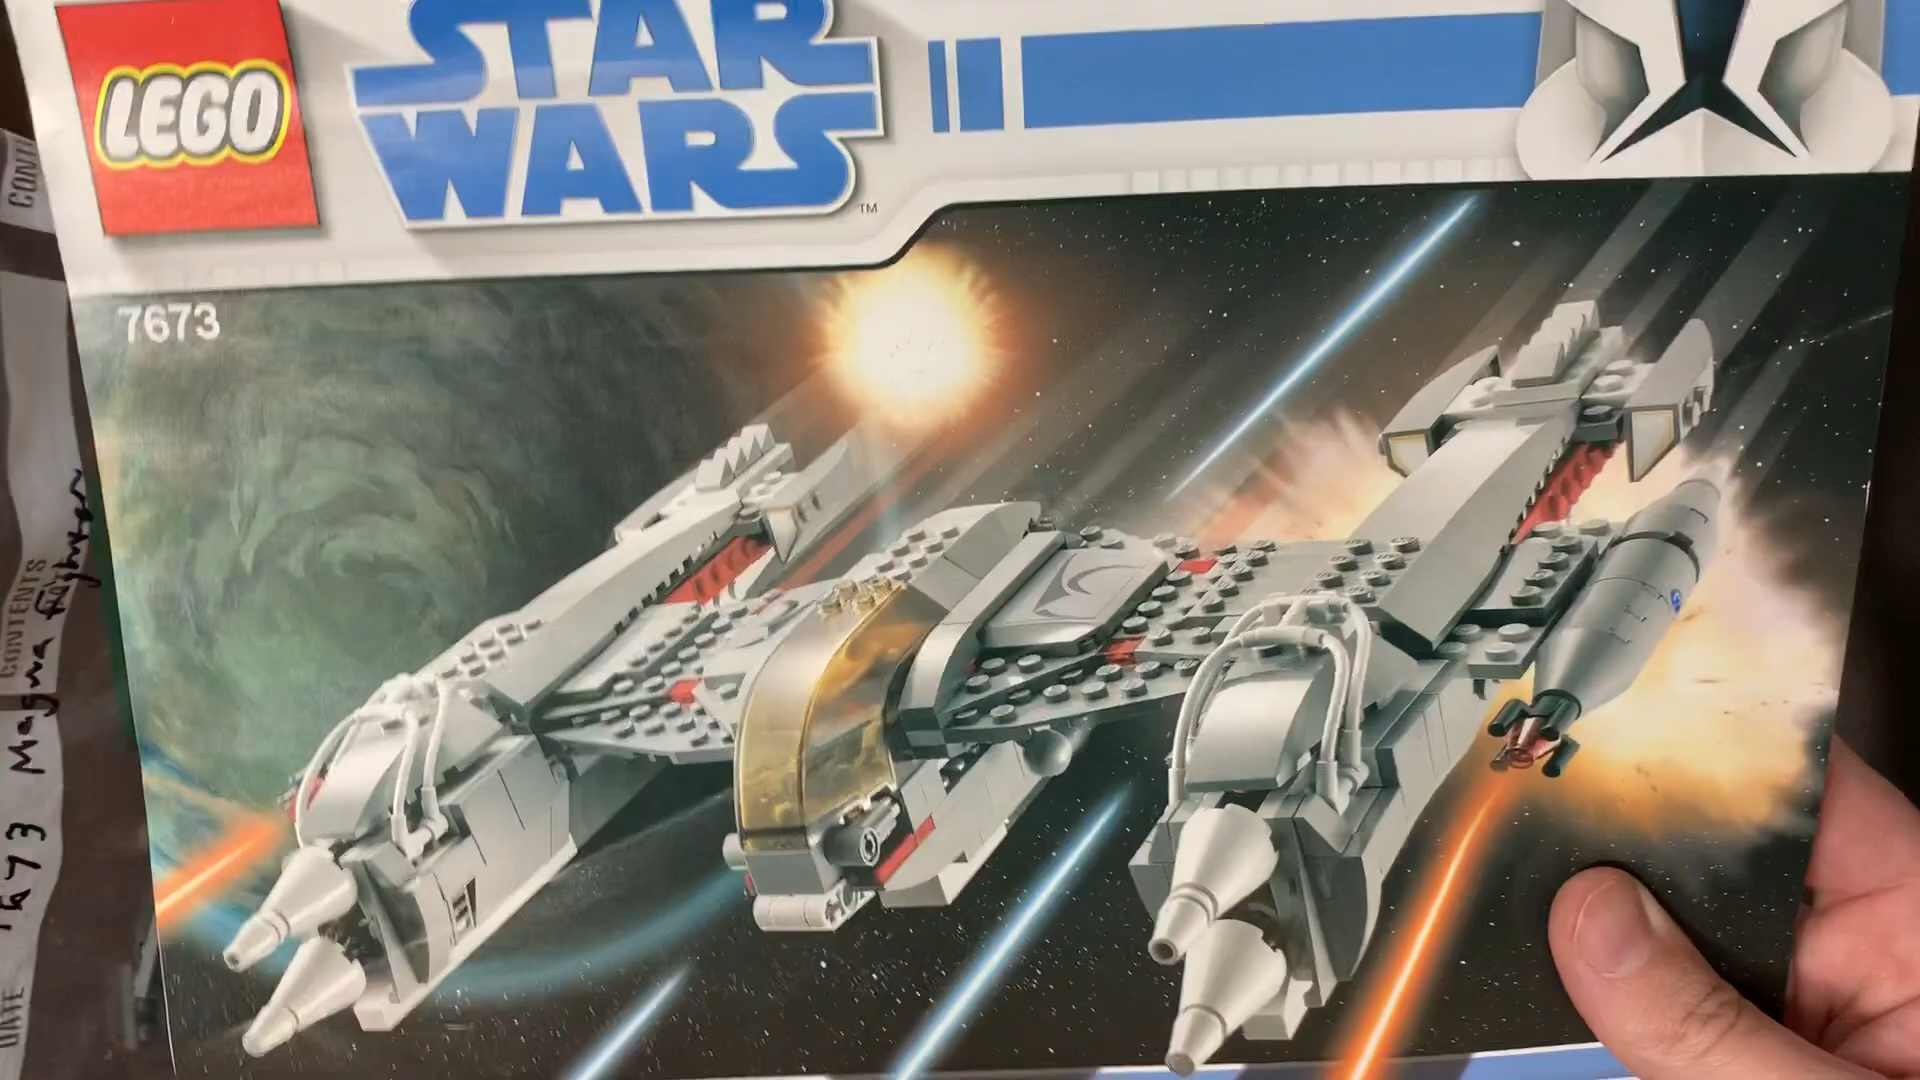 LEGO
STAR
WARS
TM
7673
CONTENTS
Magna Fighter
7673
DATE